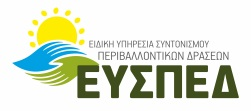 ΕΙΔΙΚΗ ΥΠΗΡΕΣΙΑ ΣΥΝΤΟΝΙΣΜΟΥ
ΠΕΡΙΒΑΛΛΟΝΤΙΚΩΝ ΔΡΑΣΕΩΝ
ΕΥΣΠΕΔ